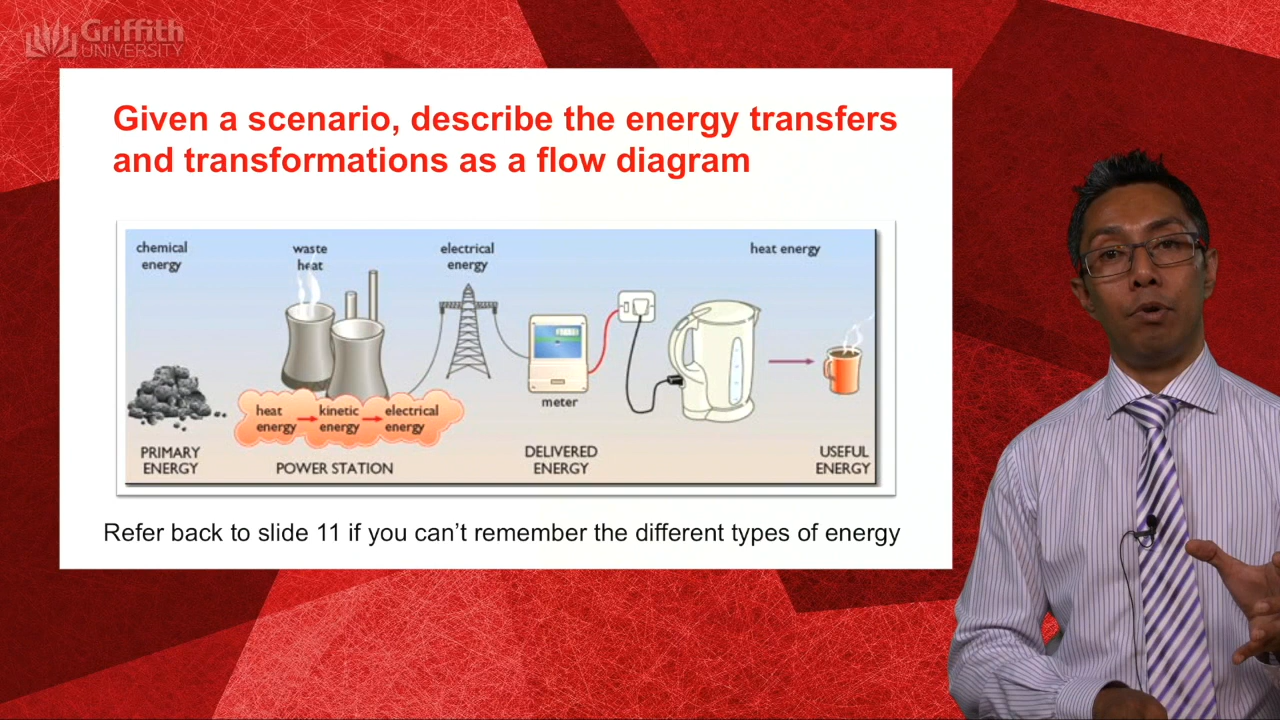 Griffith
UNIVERSITY
Given a scenario, describe the energy transfers
and transformations as a flow diagram
chemical
energy
waste
heat
electrical
energy
heat energy
meter
heat
energy
kinetic
energy
electrical
energy
PRIMARY
ENERGY
POWER STATION
DELIVERED
ENERGY
USEFUL
ENERGY
Refer back to slide 11 if you can't remember the different types of energy